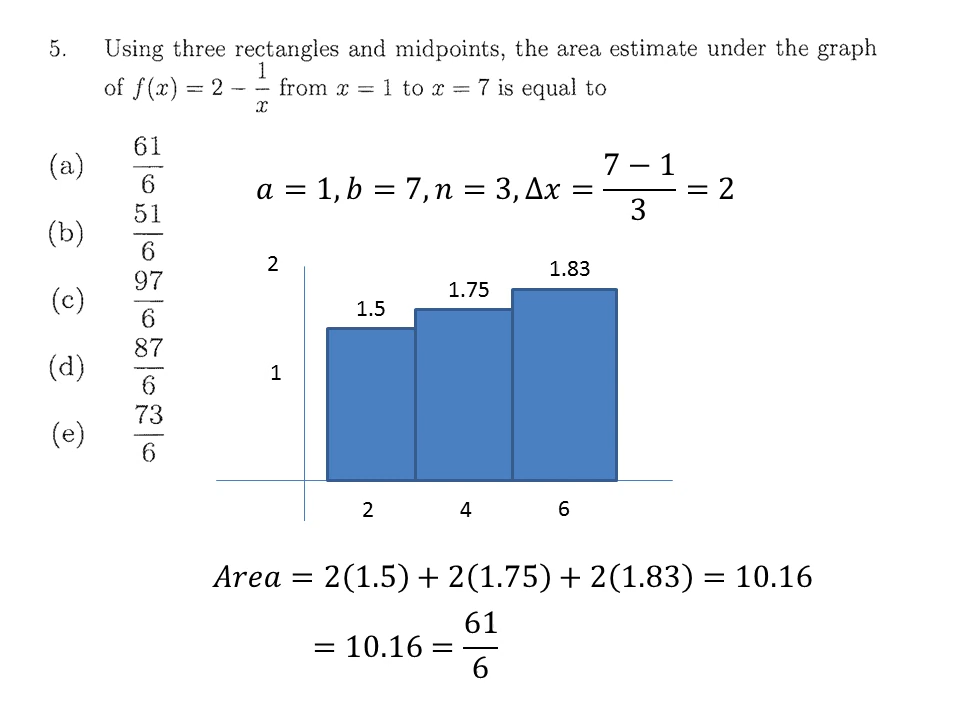 5. Using three rectangles and midpoints, the area estimate under the graph
of f(x) = 2 − 1/x from x = 1 to x = 7 is equal to
(a) 61/6
(b) 51/6
(c) 97/6
(d) 87/6
(e) 73/6
a = 1, b = 7, n = 3, Δx = (7 − 1)/3 = 2
2
1.83
1.75
1.5
1
2 4 6
Area = 2(1.5) + 2(1.75) + 2(1.83) = 10.16
= 10.16 = 61/6